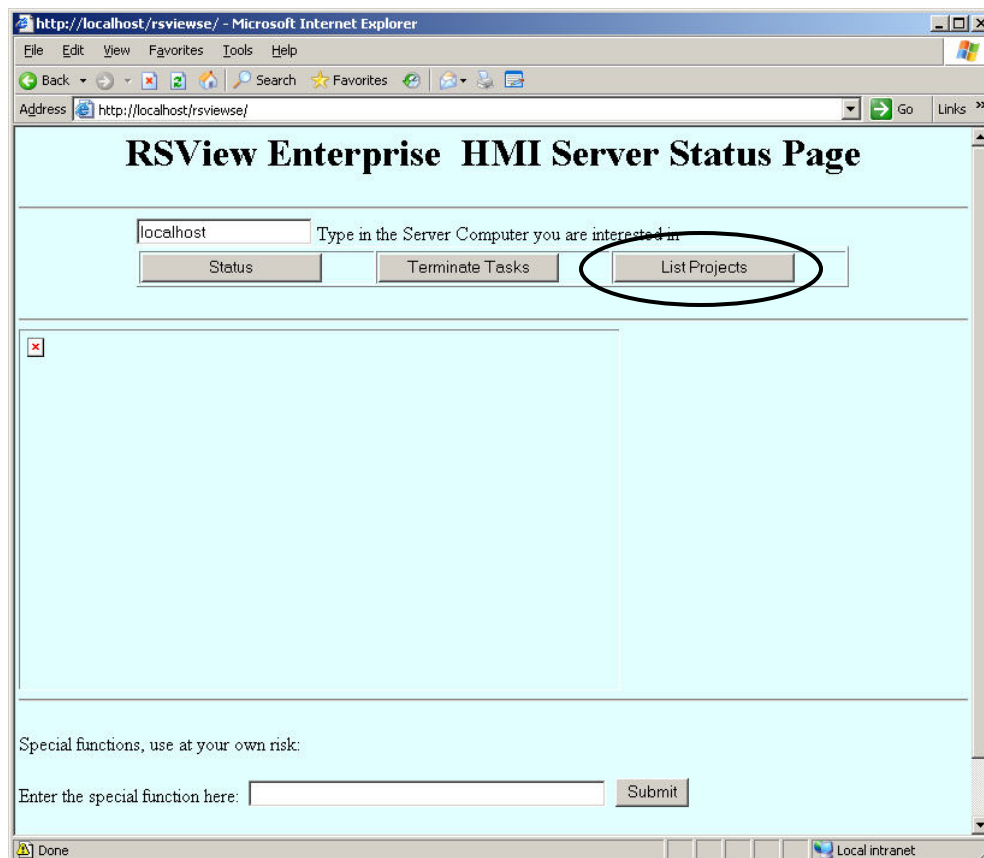 http://localhost/rsviewse/ - Microsoft Internet Explorer
File Edit View Favorites Tools Help
Back Search Favorites
Address http://localhost/rsviewse/ Go Links »
RSView Enterprise HMI Server Status Page
localhost Type in the Server Computer you are interested in
Status Terminate Tasks List Projects
Special functions, use at your own risk:
Enter the special function here: Submit
Done Local intranet